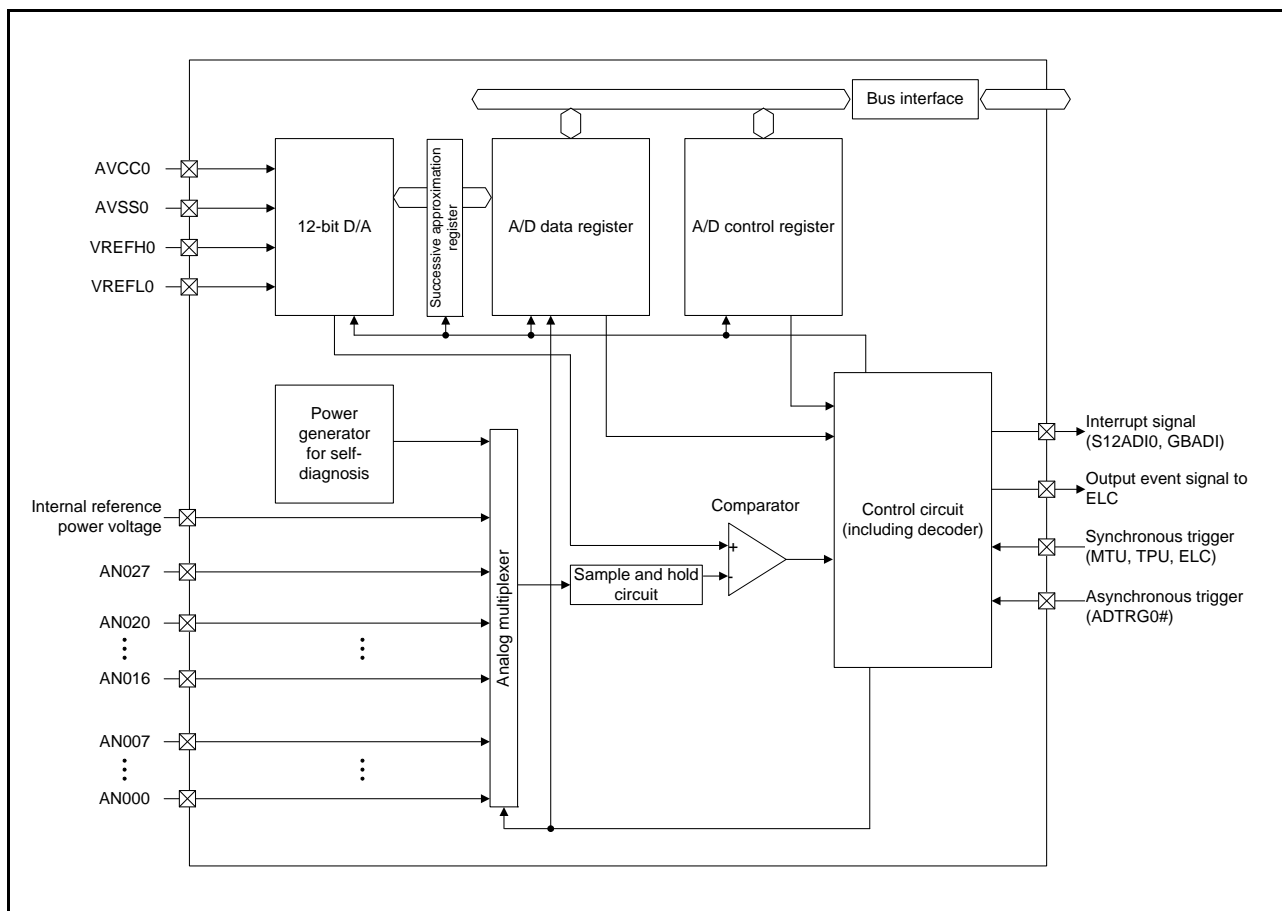 Bus interface
AVCC0
AVSS0
VREFH0
VREFL0
12-bit D/A
Successive approximation
register
A/D data register
A/D control register
Power
generator
for self-
diagnosis
Internal reference
power voltage
AN027
AN020
AN016
AN007
AN000
Analog multiplexer
Sample and hold
circuit
Comparator
+
-
Control circuit
(including decoder)
Interrupt signal
(S12ADI0, GBADI)
Output event signal to
ELC
Synchronous trigger
(MTU, TPU, ELC)
Asynchronous trigger
(ADTRG0#)